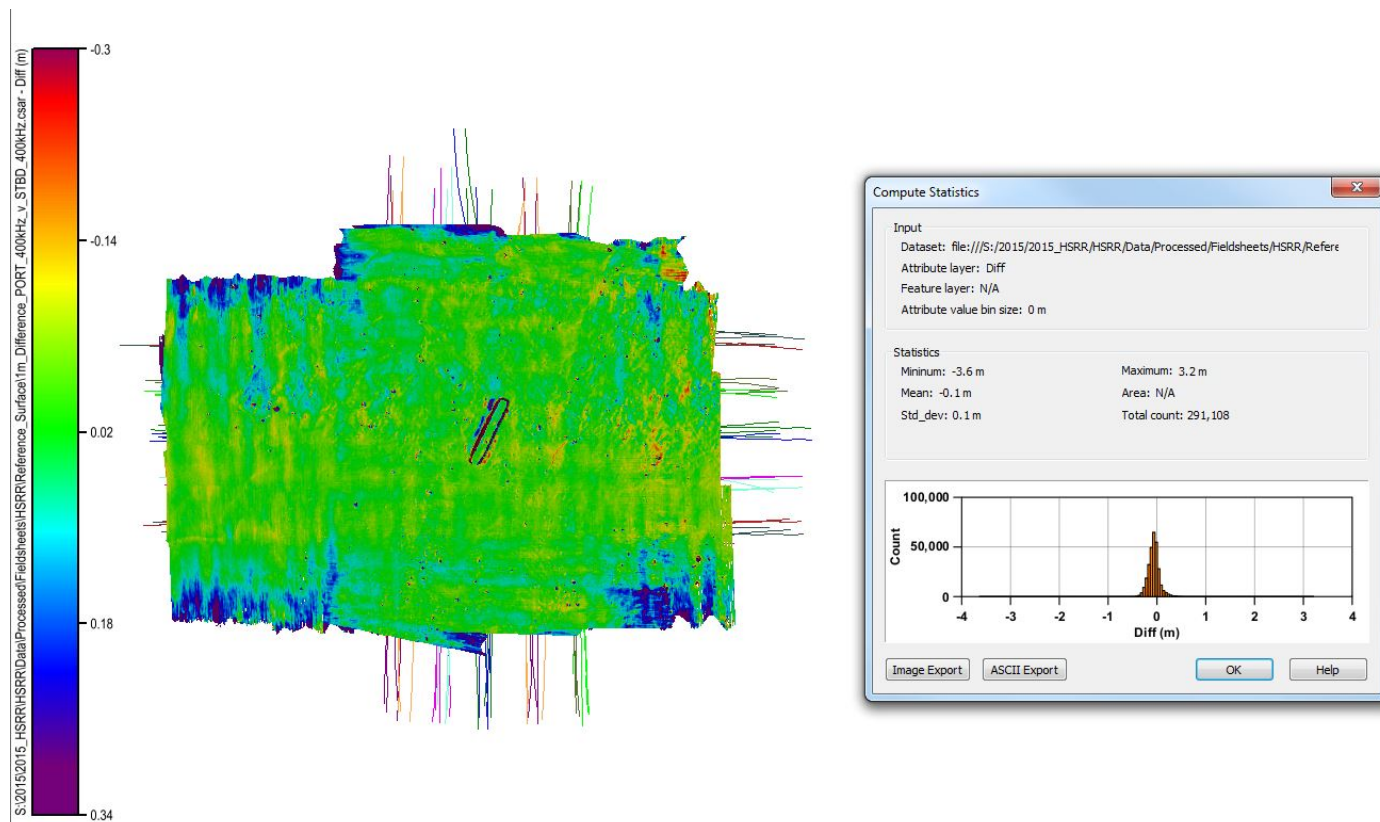 S:\2015\2015_HSRR\HSRR\Data\Processed\Fieldsheets\HSRR\Reference_Surface\1m_Difference_PORT_400kHz_v_STBD_400kHz.csar - Diff (m)
-0.3
-0.14
0.02
0.18
0.34
Compute Statistics
Input
Dataset: file:///S:/2015/2015_HSRR/HSRR/Data/Processed/Fieldsheets/HSRR/Refere
Attribute layer: Diff
Feature layer: N/A
Attribute value bin size: 0 m
Statistics
Mininum: -3.6 m
Maximum: 3.2 m
Mean: -0.1 m
Area: N/A
Std_dev: 0.1 m
Total count: 291,108
100,000
50,000
0
Count
-4 -3 -2 -1 0 1 2 3 4
Diff (m)
Image Export
ASCII Export
OK
Help